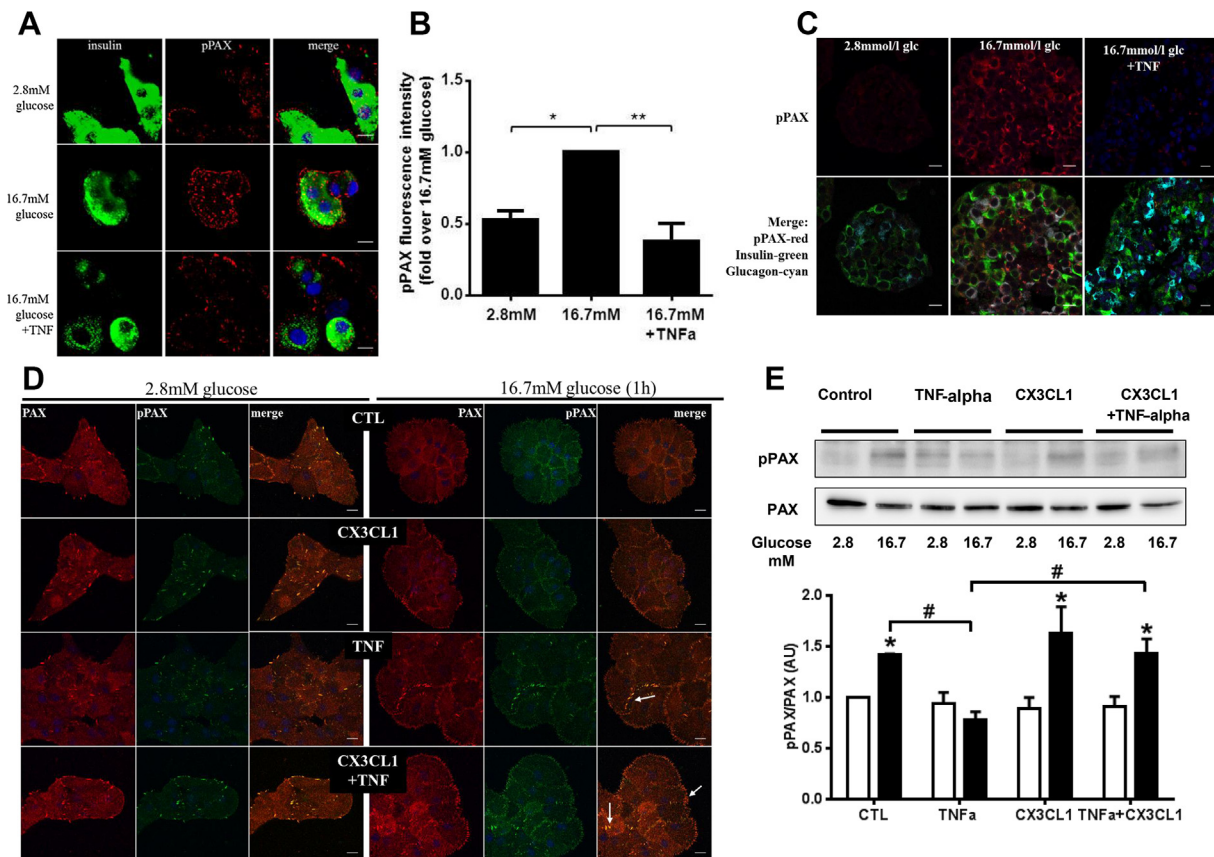 A
insulin
pPAX
merge
2.8mM
glucose
16.7mM
glucose
16.7mM
glucose
+TNF
B
pPAX fluorescence intensity
(fold over 16.7mM glucose)
1.5
1.0
0.5
0.0
*
**
2.8mM
16.7mM
16.7mM
+TNFa
C
2.8mmol/l glc
16.7mmol/l glc
16.7mmol/l glc
+TNF
pPAX
Merge:
pPAX-red
Insulin-green
Glucagon-cyan
D
2.8mM glucose
16.7mM glucose (1h)
PAX
pPAX
merge
CTL
PAX
pPAX
merge
CX3CL1
TNF
CX3CL1
+TNF
E
Control
TNF-alpha
CX3CL1
CX3CL1
+TNF-alpha
pPAX
PAX
Glucose
mM
2.8 16.7 2.8 16.7 2.8 16.7 2.8 16.7
pPAX/PAX (AU)
2.0
1.5
1.0
0.5
0.0
*
#
*
#
*
CTL
TNFa
CX3CL1
TNFa+CX3CL1